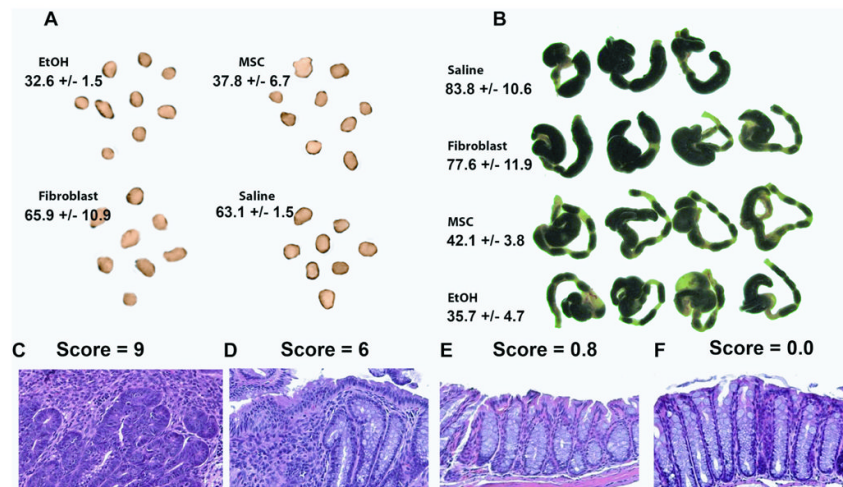 A
EtOH
32.6 +/- 1.5
MSC
37.8 +/- 6.7
Fibroblast
65.9 +/- 10.9
Saline
63.1 +/- 1.5
B
Saline
83.8 +/- 10.6
Fibroblast
77.6 +/- 11.9
MSC
42.1 +/- 3.8
EtOH
35.7 +/- 4.7
C Score = 9
D Score = 6
E Score = 0.8
F Score = 0.0